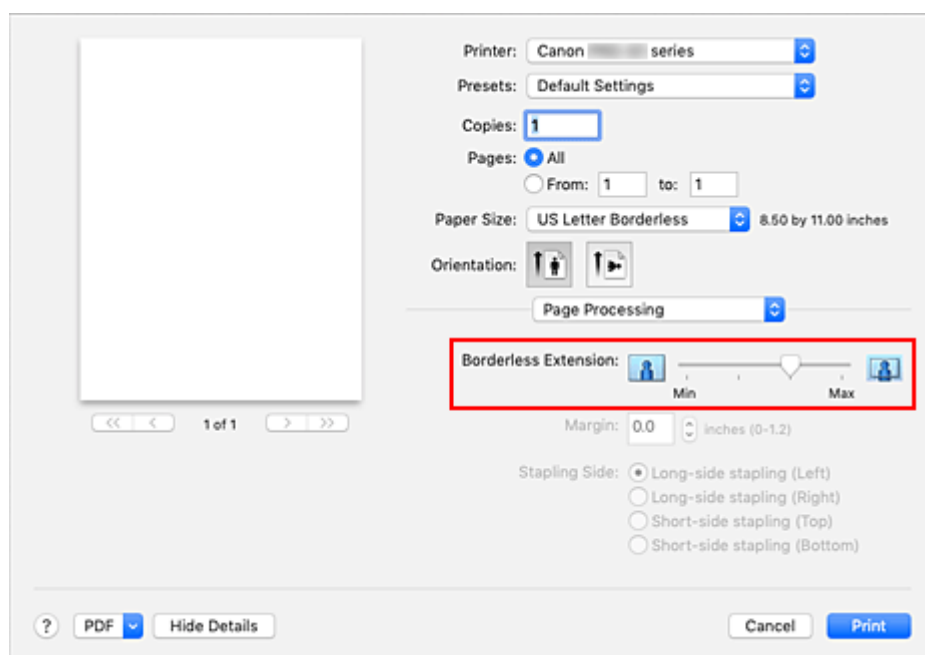 Printer: Canon series
Presets: Default Settings
Copies: 1
Pages: All
From: 1 to: 1
Paper Size: US Letter Borderless 8.50 by 11.00 inches
Orientation:
Page Processing
Borderless Extension:
Min Max
<< < 1 of 1 > >>
Margin: 0.0 inches (0-1.2)
Stapling Side: Long-side stapling (Left)
Long-side stapling (Right)
Short-side stapling (Top)
Short-side stapling (Bottom)
? PDF Hide Details Cancel Print